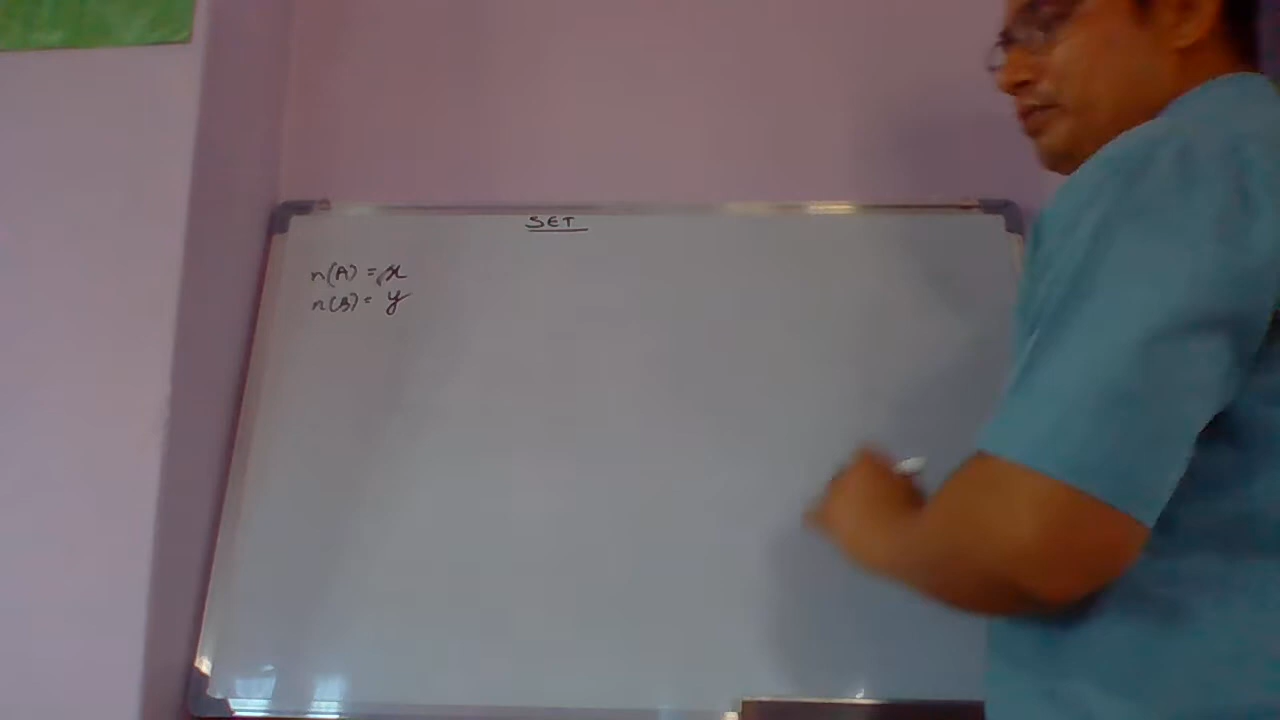 SET
n(A) = x
n(B) = y